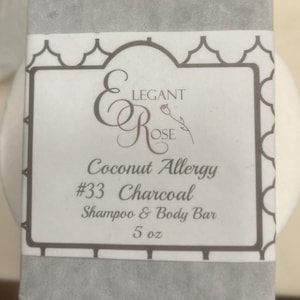 ELEGANT
ROSE
Coconut Allergy
#33 Charcoal
Shampoo & Body Bar
5 oz